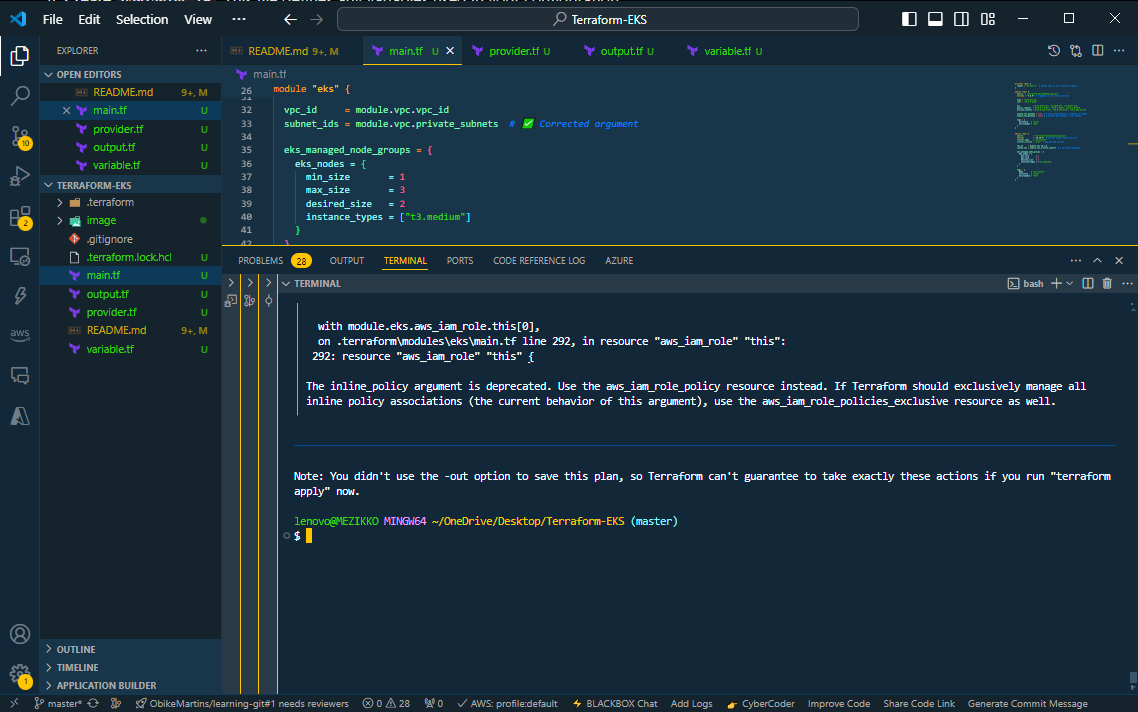 File Edit Selection View ··· Terraform-EKS
EXPLORER ···
OPEN EDITORS
README.md 9+, M
main.tf U
provider.tf U
output.tf U
variable.tf U
TERRAFORM-EKS
.terraform
image
.gitignore
.terraform.lock.hcl U
main.tf U
output.tf U
provider.tf U
README.md 9+, M
variable.tf U
OUTLINE
TIMELINE
APPLICATION BUILDER
10
2
aws
1
README.md 9+, M main.tf U provider.tf U output.tf U variable.tf U
main.tf
26 module "eks" {
32 vpc_id = module.vpc.vpc_id
33 subnet_ids = module.vpc.private_subnets # ✅ Corrected argument
34
35 eks_managed_node_groups = {
36 eks_nodes = {
37 min_size = 1
38 max_size = 3
39 desired_size = 2
40 instance_types = ["t3.medium"]
41 }
42 }
PROBLEMS 28 OUTPUT TERMINAL PORTS CODE REFERENCE LOG AZURE
TERMINAL bash
with module.eks.aws_iam_role.this[0],
on .terraform\modules\eks\main.tf line 292, in resource "aws_iam_role" "this":
292: resource "aws_iam_role" "this" {
The inline_policy argument is deprecated. Use the aws_iam_role_policy resource instead. If Terraform should exclusively manage all
inline policy associations (the current behavior of this argument), use the aws_iam_role_policies_exclusive resource as well.
Note: You didn't use the -out option to save this plan, so Terraform can't guarantee to take exactly these actions if you run "terraform
apply" now.
lenovo@MEZIKKO MINGW64 ~/OneDrive/Desktop/Terraform-EKS (master)
$
master* ObikeMartins/learning-git#1 needs reviewers 0 28 0 AWS: profile:default BLACKBOX Chat Add Logs CyberCoder Improve Code Share Code Link Generate Commit Message